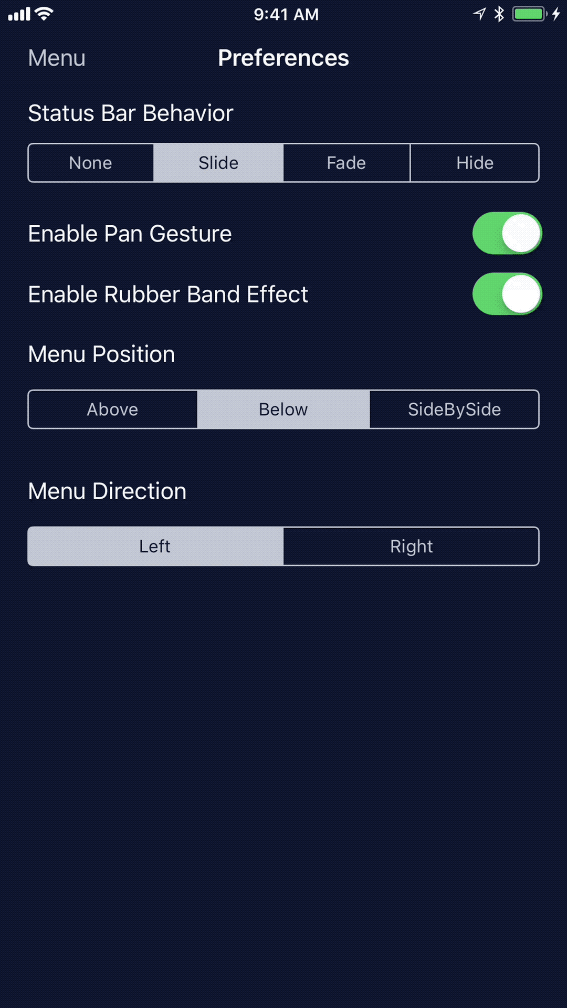 9:41 AM
Menu Preferences
Status Bar Behavior
None Slide Fade Hide
Enable Pan Gesture
Enable Rubber Band Effect
Menu Position
Above Below SideBySide
Menu Direction
Left Right